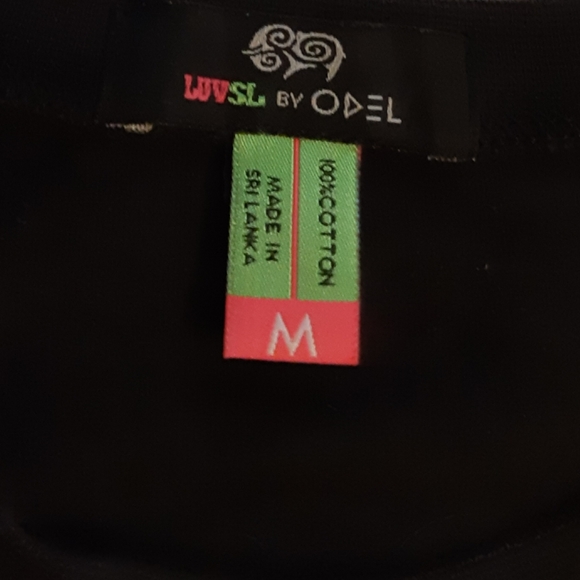 LUVSL BY ODEL
100%COTTON
MADE IN
SRI LANKA
M